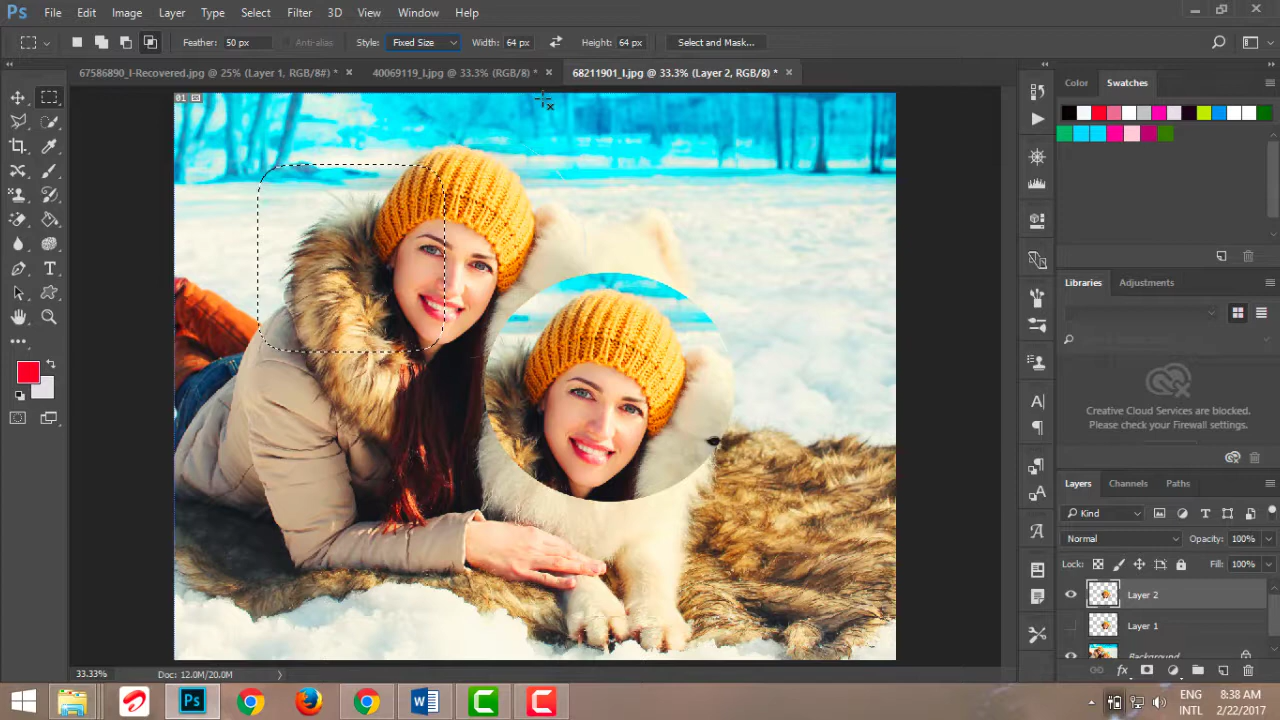 Ps File Edit Image Layer Type Select Filter 3D View Window Help
Feather: 50 px Anti-alias Style: Fixed Size Width: 64 px Height: 64 px Select and Mask...
67586890_l-Recovered.jpg @ 25% (Layer 1, RGB/8#) * × 40069119_l.jpg @ 33.3% (RGB/8) * × 68211901_l.jpg @ 33.3% (Layer 2, RGB/8) * ×
Color Swatches
01
Libraries Adjustments
Creative Cloud Services are blocked.
Please check your Firewall settings.
Layers Channels Paths
Kind
Normal Opacity: 100%
Lock: Fill: 100%
Layer 2
Layer 1
Background
33.33% Doc: 12.0M/20.0M
Ps
ENG 8:38 AM
INTL 2/22/2017